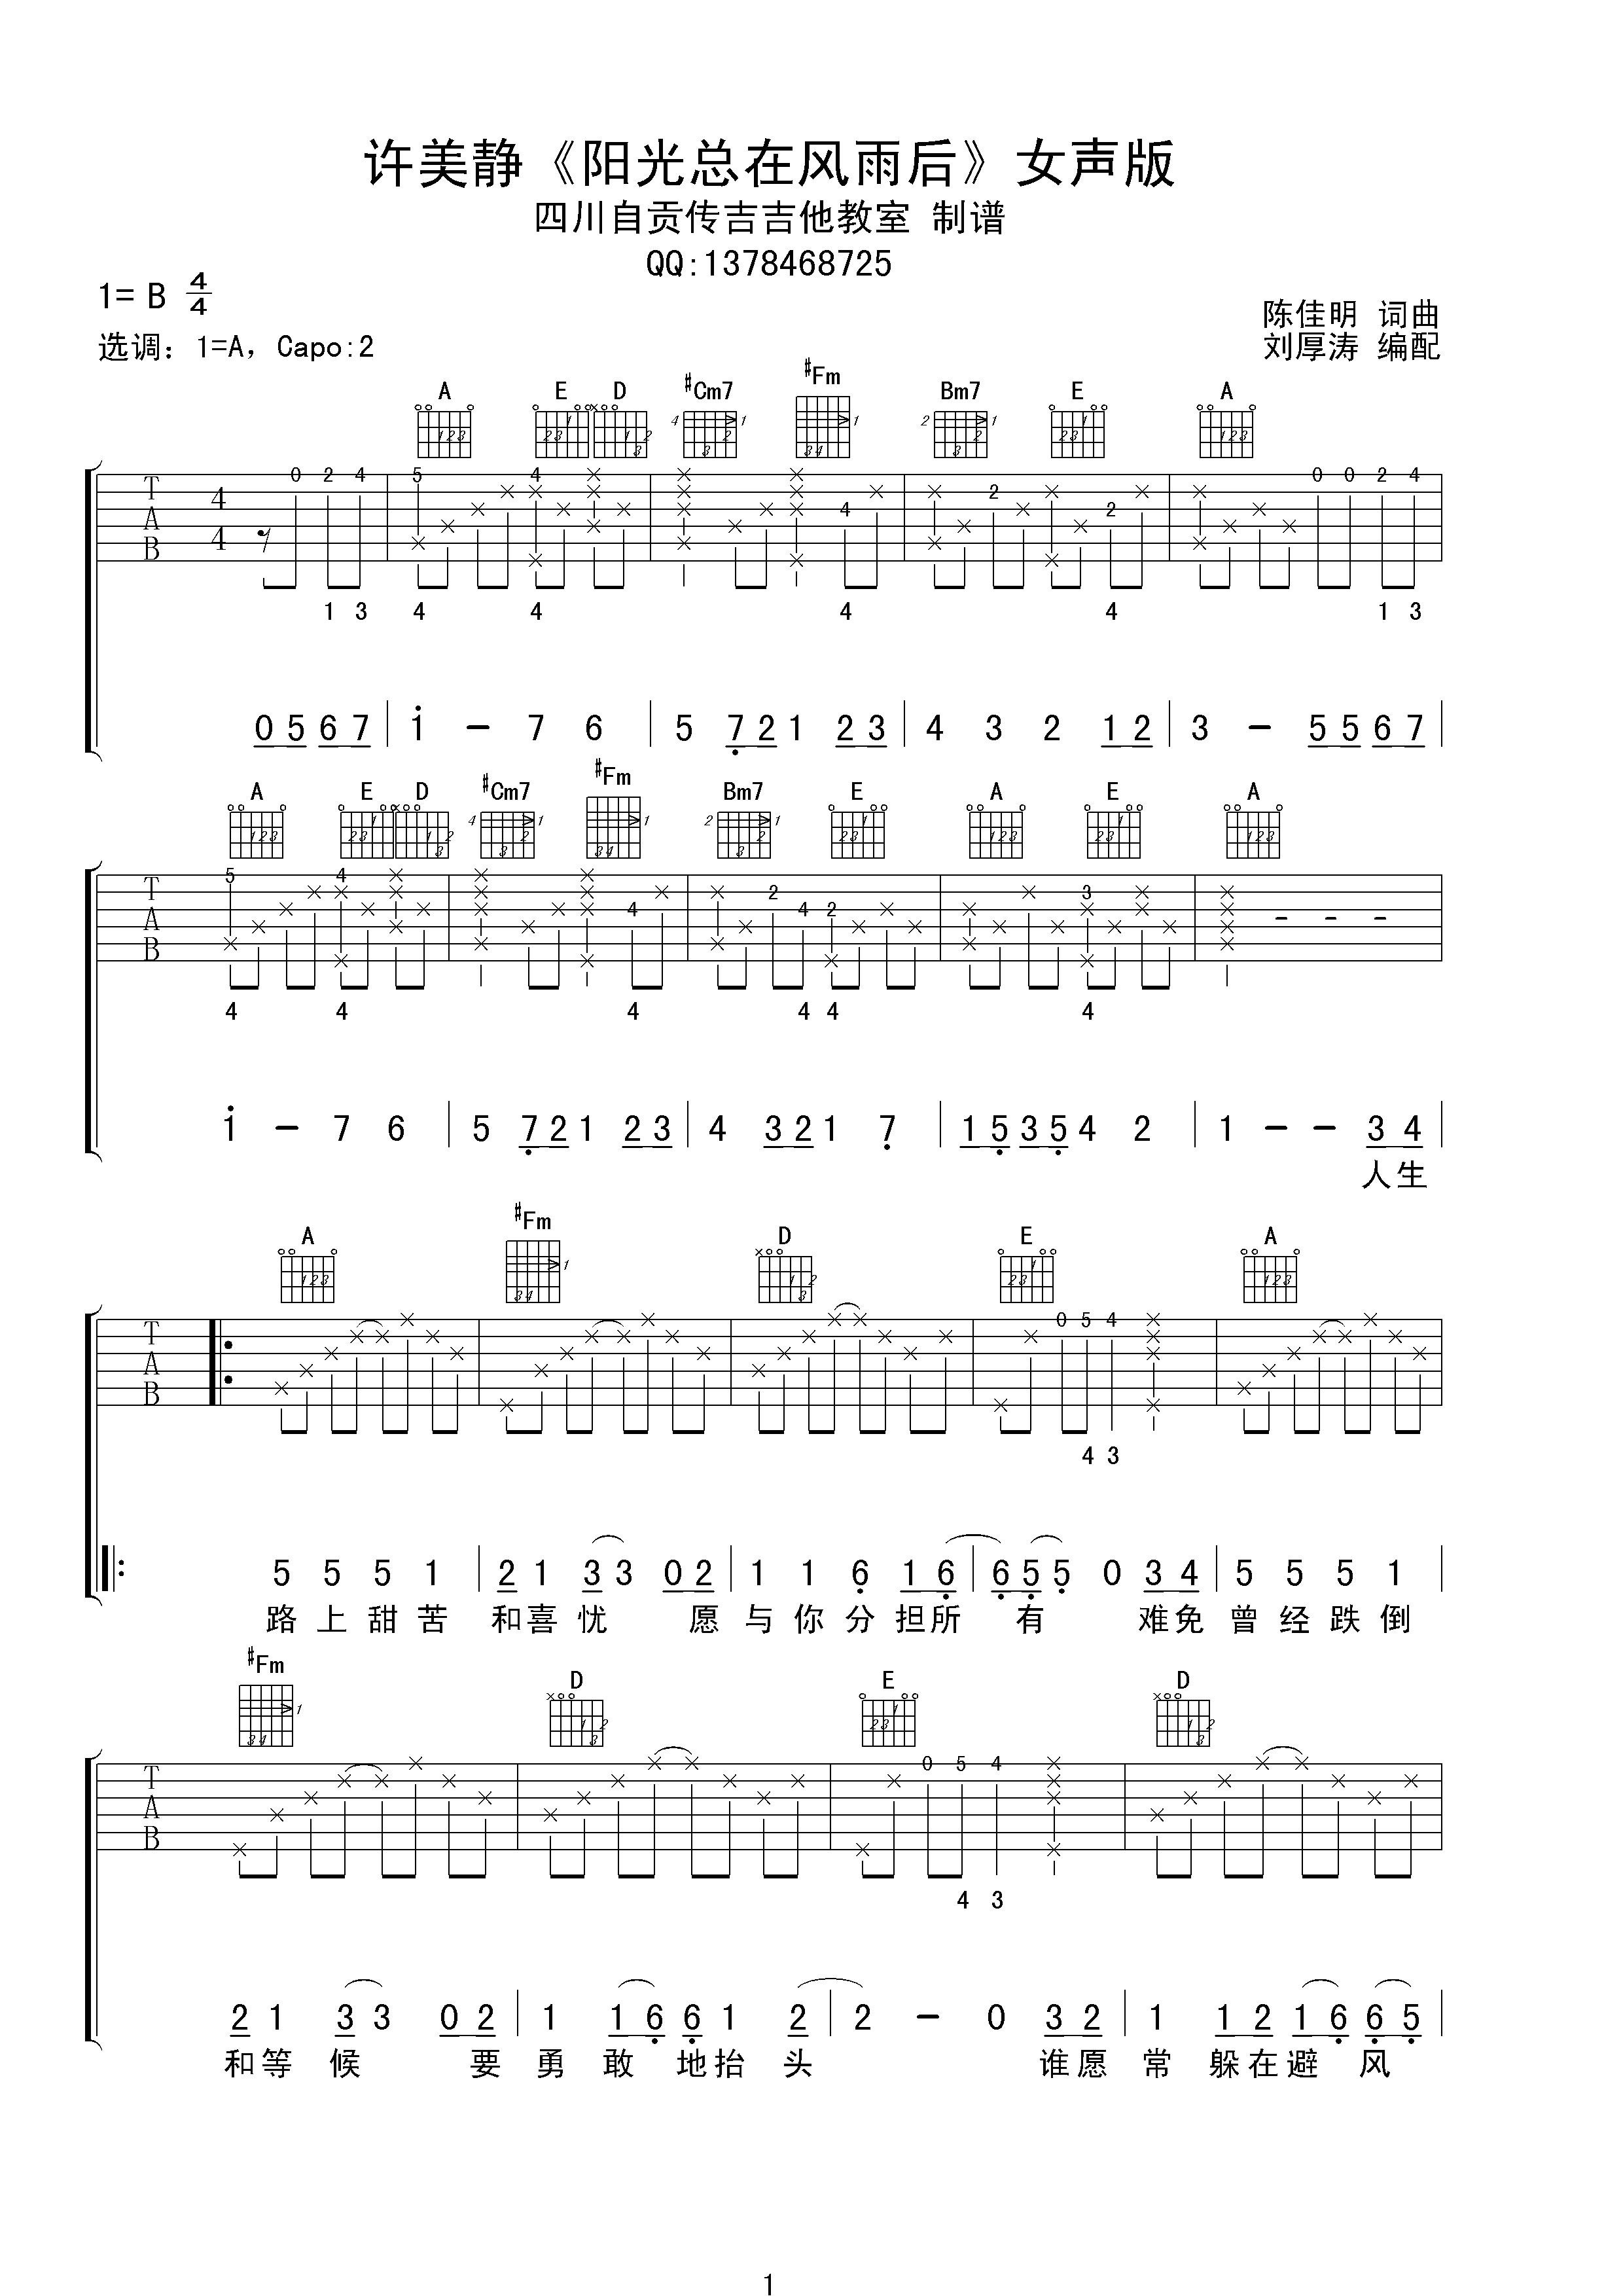 许美静《阳光总在风雨后》女声版
四川自贡传吉吉他教室 制谱
QQ:1378468725
1= B 4/4
陈佳明 词曲
选调：1=A，Capo:2
刘厚涛 编配
A E D #Cm7 #Fm Bm7 E A
4 4 2 2
T A B 4/4 0 2 4 5 4 4 2 2 0 0 2 4
1 3 4 4 4 4 1 3
0 5 6 7 | 1 - 7 6 | 5 7 2 1 2 3 | 4 3 2 1 2 | 3 - 5 5 6 7 |
A E D #Cm7 #Fm Bm7 E A E A
T A B 5 4 4 2 4 2 3 - - -
4 4 4 4 4 4
1 - 7 6 | 5 7 2 1 2 3 | 4 3 2 1 7 | 1 5 3 5 4 2 | 1 - - 3 4 |
人生
A #Fm D E A
T A B 0 5 4
4 3
5 5 5 1 | 2 1 3 3 0 2 | 1 1 6 1 6 | 6 5 5 0 3 4 | 5 5 5 1
路上甜苦 和喜忧 愿 与你分担所 有 难免 曾经跌倒
#Fm D E D
T A B 0 5 4
4 3
2 1 3 3 0 2 | 1 1 6 6 1 2 | 2 - 0 3 2 | 1 1 2 1 6 6 5
和等候 要 勇敢地抬头 谁愿 常躲在避风
1